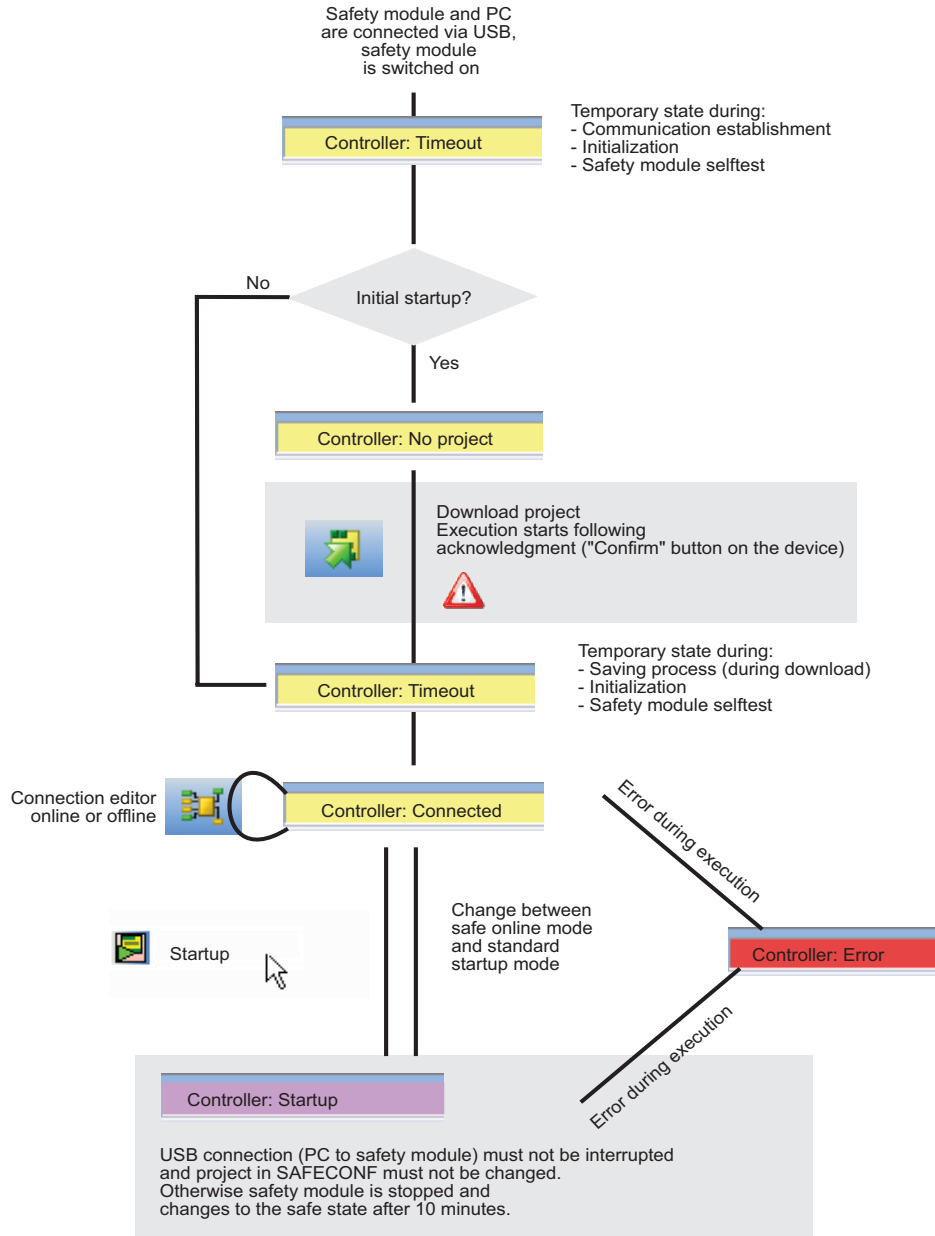 Safety module and PC
are connected via USB,
safety module
is switched on
Controller: Timeout
Temporary state during:
- Communication establishment
- Initialization
- Safety module selftest
No
Initial startup?
Yes
Controller: No project
Download project
Execution starts following
acknowledgment ("Confirm" button on the device)
Temporary state during:
- Saving process (during download)
- Initialization
- Safety module selftest
Controller: Timeout
Connection editor
online or offline
Controller: Connected
Error during execution
Change between
safe online mode
and standard
startup mode
Startup
Controller: Error
Error during execution
Controller: Startup
USB connection (PC to safety module) must not be interrupted
and project in SAFECONF must not be changed.
Otherwise safety module is stopped and
changes to the safe state after 10 minutes.